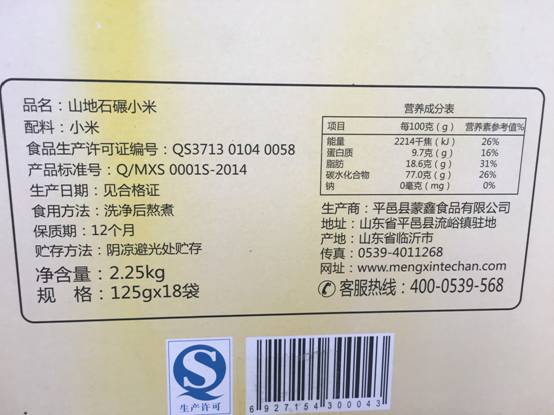 品名：山地石碾小米
配料：小米
食品生产许可证编号：QS3713 0104 0058
产品标准号：Q/MXS 0001S-2014
生产日期：见合格证
食用方法：洗净后熬煮
保质期：12个月
贮存方法：阴凉避光处贮存
净含量：2.25kg
规 格：125gx18袋
营养成分表
项目 每100克(g) 营养素参考值%
能量 2214千焦(kJ) 26%
蛋白质 9.7克(g) 16%
脂肪 18.6克(g) 31%
碳水化合物 77.0克(g) 26%
钠 0毫克(mg) 0%
生产商：平邑县蒙鑫食品有限公司
地址：山东省平邑县流峪镇驻地
产地：山东省临沂市
传真：0539-4011268
网址：www.mengxintechan.com
客服热线：400-0539-568
QS
生产许可
6 927154 300043